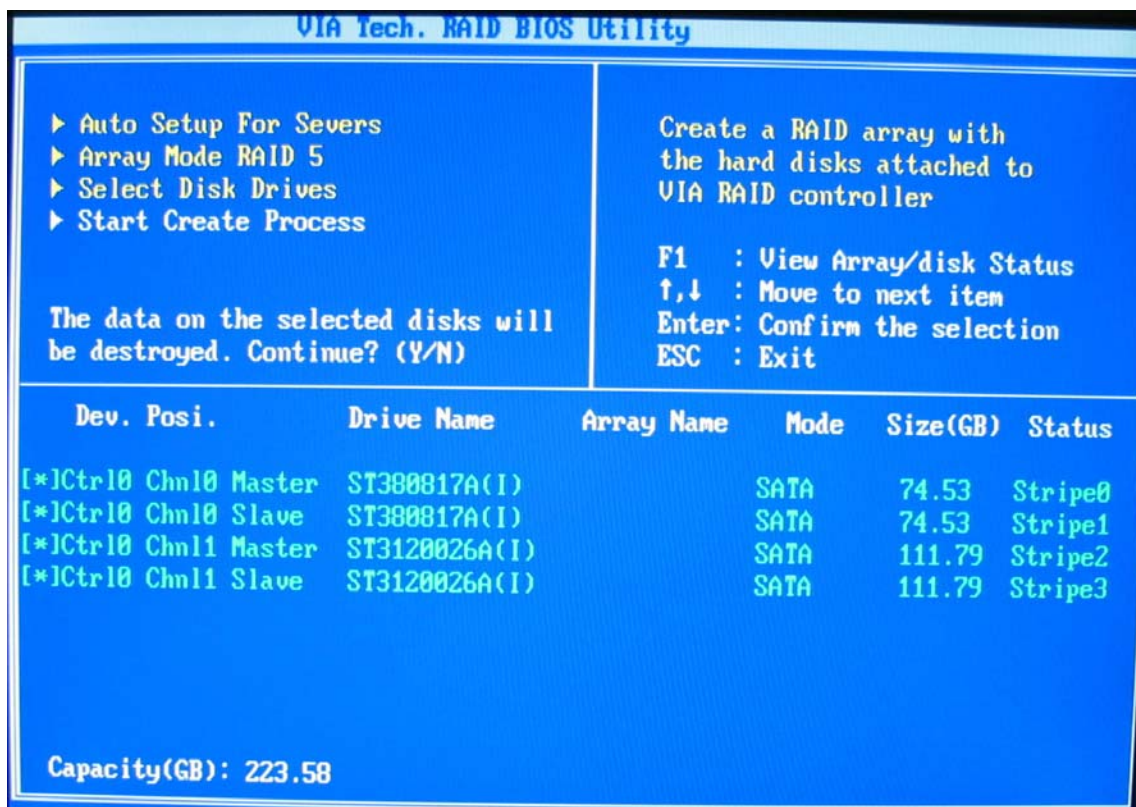 VIA Tech. RAID BIOS Utility
▶ Auto Setup For Severs
▶ Array Mode RAID 5
▶ Select Disk Drives
▶ Start Create Process
The data on the selected disks will
be destroyed. Continue? (Y/N)
Create a RAID array with
the hard disks attached to
VIA RAID controller
F1 : View Array/disk Status
↑,↓ : Move to next item
Enter: Confirm the selection
ESC : Exit
Dev. Posi. Drive Name Array Name Mode Size(GB) Status
[*]Ctrl0 Chnl0 Master ST380817A(I) SATA 74.53 Stripe0
[*]Ctrl0 Chnl0 Slave ST380817A(I) SATA 74.53 Stripe1
[*]Ctrl0 Chnl1 Master ST3120026A(I) SATA 111.79 Stripe2
[*]Ctrl0 Chnl1 Slave ST3120026A(I) SATA 111.79 Stripe3
Capacity(GB): 223.58